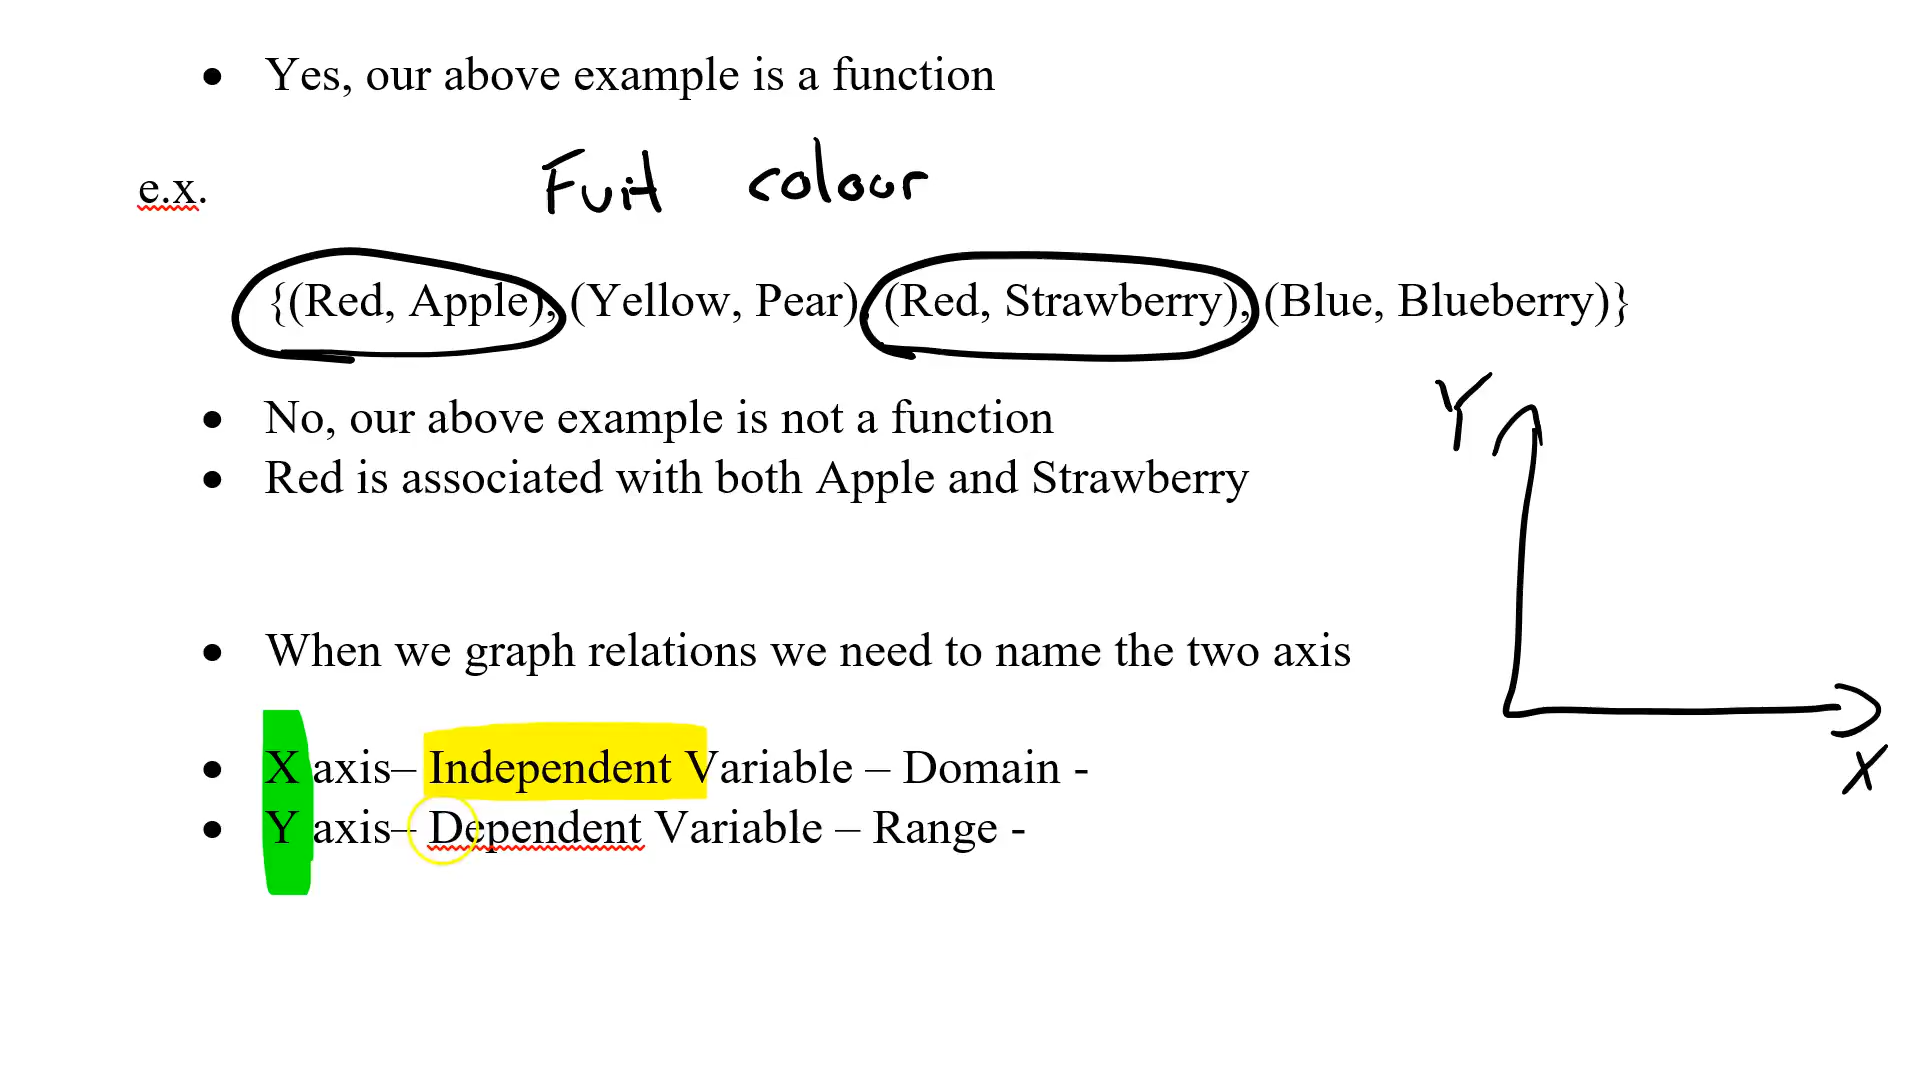 • Yes, our above example is a function
e.x.
Fuit colour
{(Red, Apple), (Yellow, Pear), (Red, Strawberry), (Blue, Blueberry)}
• No, our above example is not a function
• Red is associated with both Apple and Strawberry
Y
• When we graph relations we need to name the two axis
• X axis– Independent Variable – Domain -
X
• Y axis– Dependent Variable – Range -